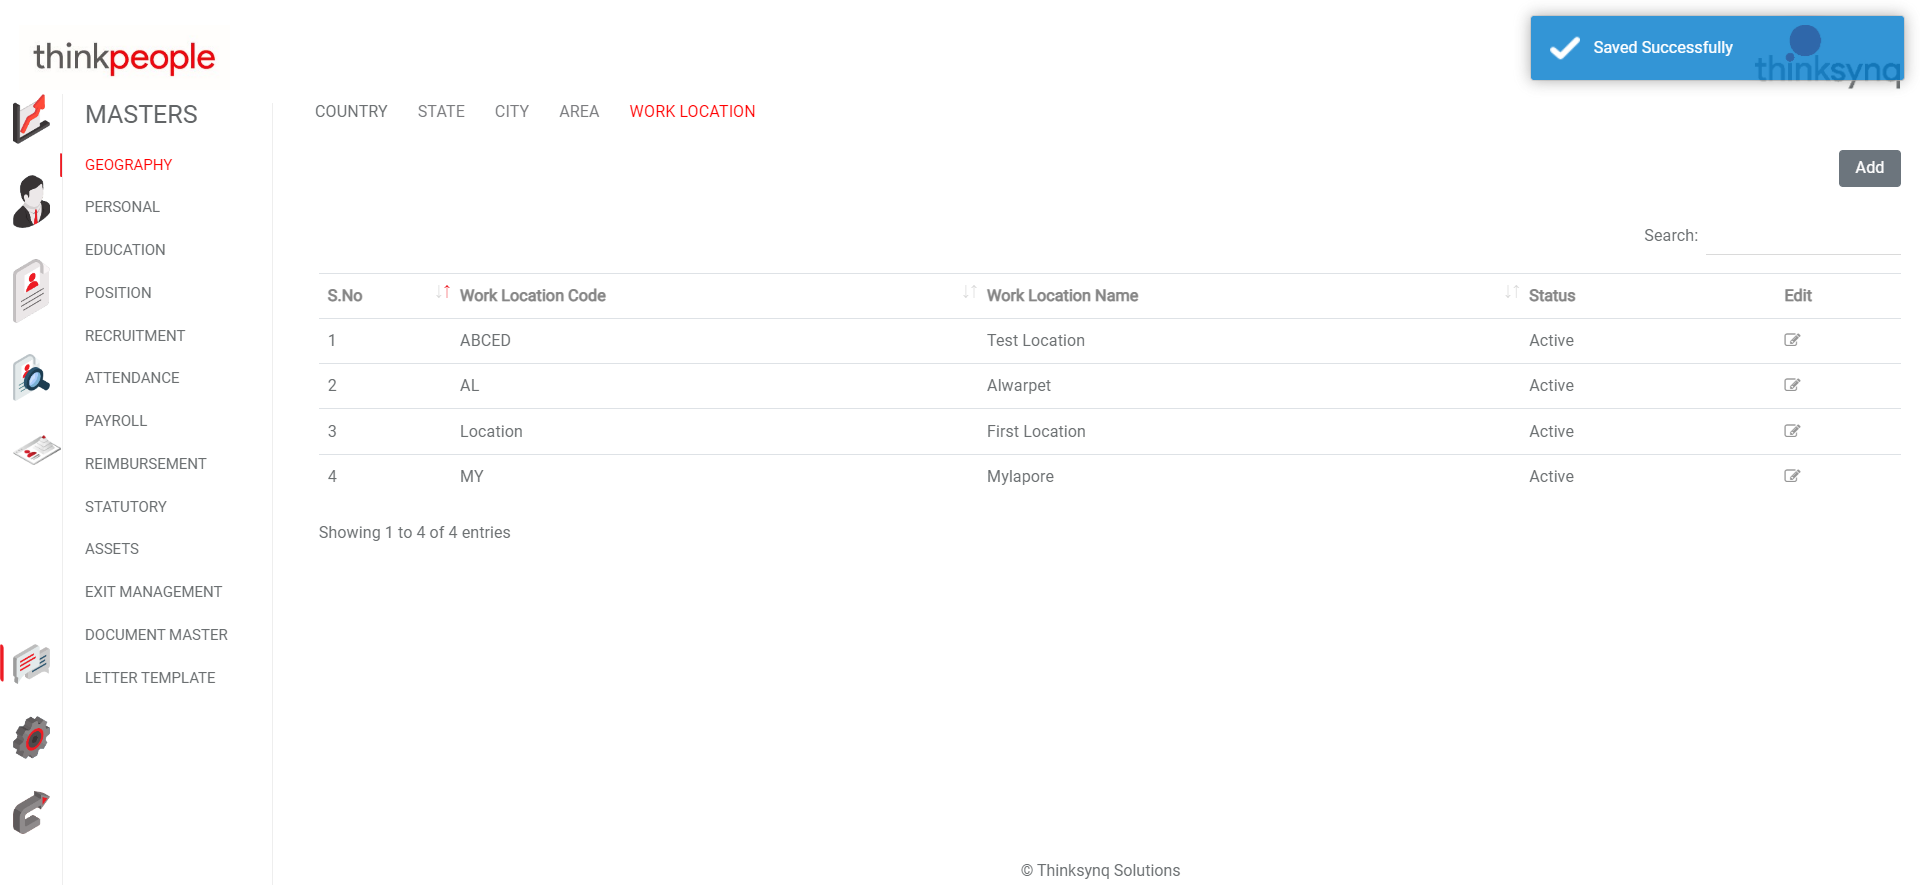 thinkpeople
Saved Successfully
thinksynq
MASTERS
COUNTRY STATE CITY AREA WORK LOCATION
GEOGRAPHY
PERSONAL
EDUCATION
POSITION
RECRUITMENT
ATTENDANCE
PAYROLL
REIMBURSEMENT
STATUTORY
ASSETS
EXIT MANAGEMENT
DOCUMENT MASTER
LETTER TEMPLATE
Add
Search:
S.No Work Location Code Work Location Name Status Edit
1 ABCED Test Location Active
2 AL Alwarpet Active
3 Location First Location Active
4 MY Mylapore Active
Showing 1 to 4 of 4 entries
© Thinksynq Solutions